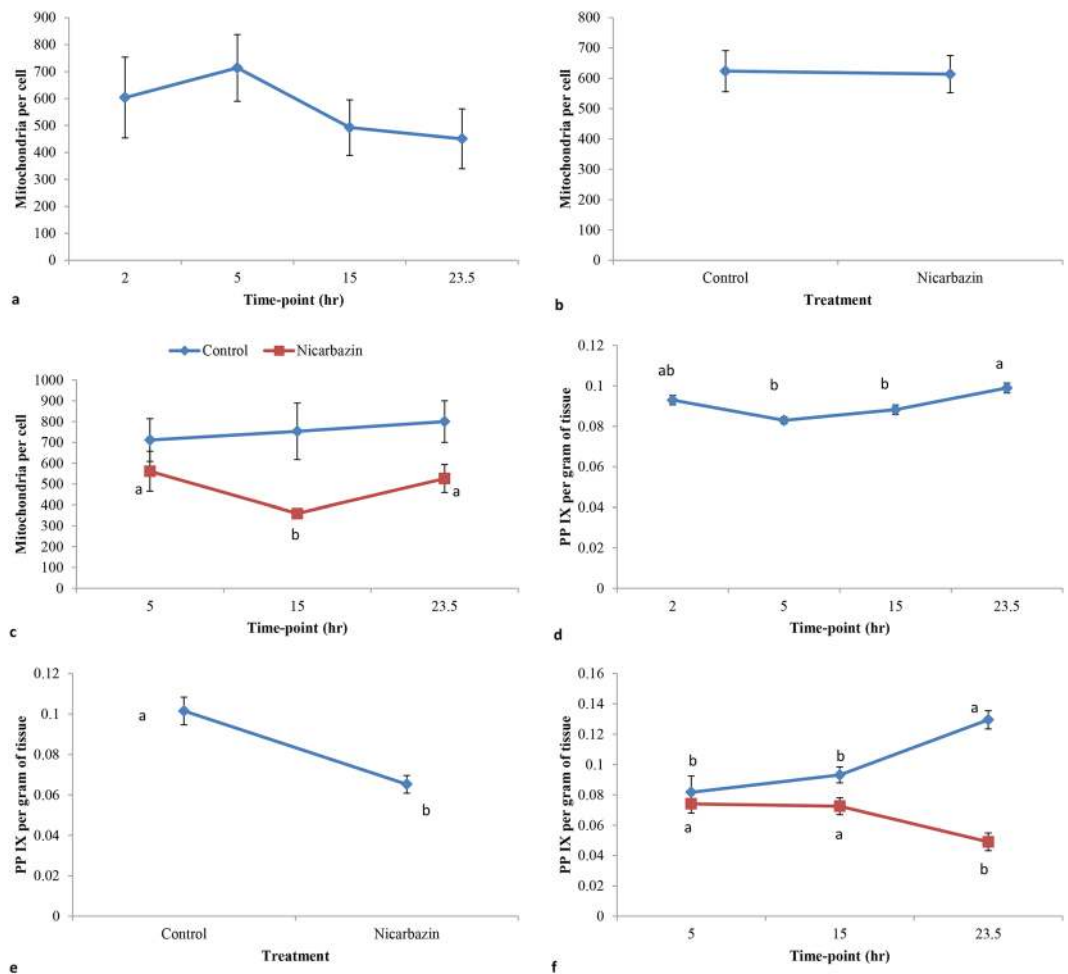 900
800
700
600
500
400
300
200
100
0
Mitochondria per cell
2 5 15 23.5
Time-point (hr)
a
800
700
600
500
400
300
200
100
0
Mitochondria per cell
Control Nicarbazin
Treatment
b
Control Nicarbazin
1000
900
800
700
600
500
400
300
200
100
0
Mitochondria per cell
a
b
a
5 15 23.5
Time-point (hr)
c
0.12
0.1
0.08
0.06
0.04
0.02
0
PP IX per gram of tissue
ab
b
b
a
2 5 15 23.5
Time-point (hr)
d
0.12
0.1
0.08
0.06
0.04
0.02
0
PP IX per gram of tissue
a
b
Control Nicarbazin
Treatment
e
0.16
0.14
0.12
0.1
0.08
0.06
0.04
0.02
0
PP IX per gram of tissue
b
b
a
a
a
b
5 15 23.5
Time-point (hr)
f